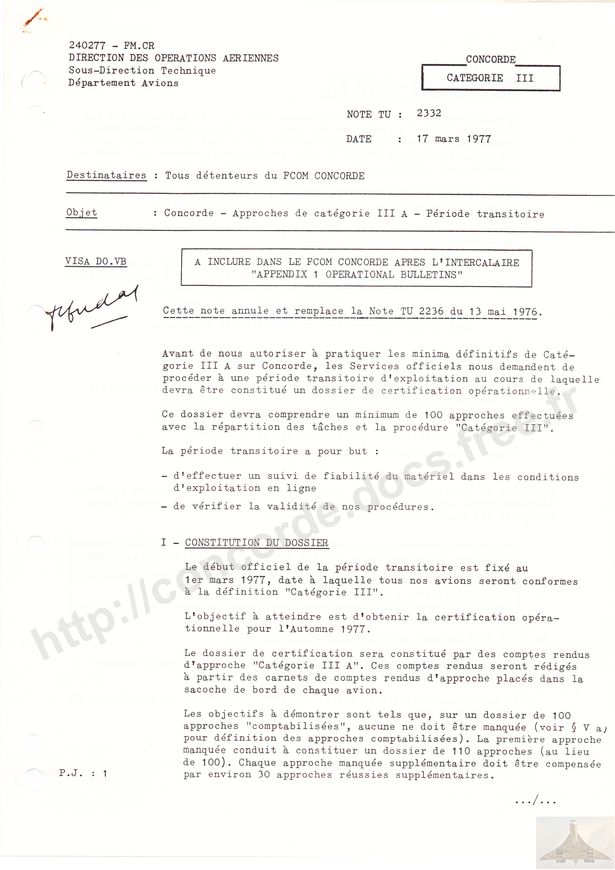 240277 - FM.CR
DIRECTION DES OPERATIONS AERIENNES
Sous-Direction Technique
Département Avions
CONCORDE
CATEGORIE III
NOTE TU : 2332
DATE : 17 mars 1977
Destinataires : Tous détenteurs du FCOM CONCORDE
Objet : Concorde - Approches de catégorie III A - Période transitoire
VISA DO.VB
A INCLURE DANS LE FCOM CONCORDE APRES L'INTERCALAIRE
"APPENDIX 1 OPERATIONAL BULLETINS"
Cette note annule et remplace la Note TU 2236 du 13 mai 1976.
Avant de nous autoriser à pratiquer les minima définitifs de Caté-
gorie III A sur Concorde, les Services officiels nous demandent de
procéder à une période transitoire d'exploitation au cours de laquelle
devra être constitué un dossier de certification opérationnelle.
Ce dossier devra comprendre un minimum de 100 approches effectuées
avec la répartition des tâches et la procédure "Catégorie III".
La période transitoire a pour but :
- d'effectuer un suivi de fiabilité du matériel dans les conditions
d'exploitation en ligne
- de vérifier la validité de nos procédures.
I - CONSTITUTION DU DOSSIER
Le début officiel de la période transitoire est fixé au
1er mars 1977, date à laquelle tous nos avions seront conformes
à la définition "Catégorie III".
L'objectif à atteindre est d'obtenir la certification opéra-
tionnelle pour l'Automne 1977.
Le dossier de certification sera constitué par des comptes rendus
d'approche "Catégorie III A". Ces comptes rendus seront rédigés
à partir des carnets de comptes rendus d'approche placés dans la
sacoche de bord de chaque avion.
Les objectifs à démontrer sont tels que, sur un dossier de 100
approches "comptabilisées", aucune ne doit être manquée (voir § V a/
pour définition des approches comptabilisées). La première approche
manquée conduit à constituer un dossier de 110 approches (au lieu
de 100). Chaque approche manquée supplémentaire doit être compensée
par environ 30 approches réussies supplémentaires.
P.J. : 1
.../...
http://concorde.docs.free.fr